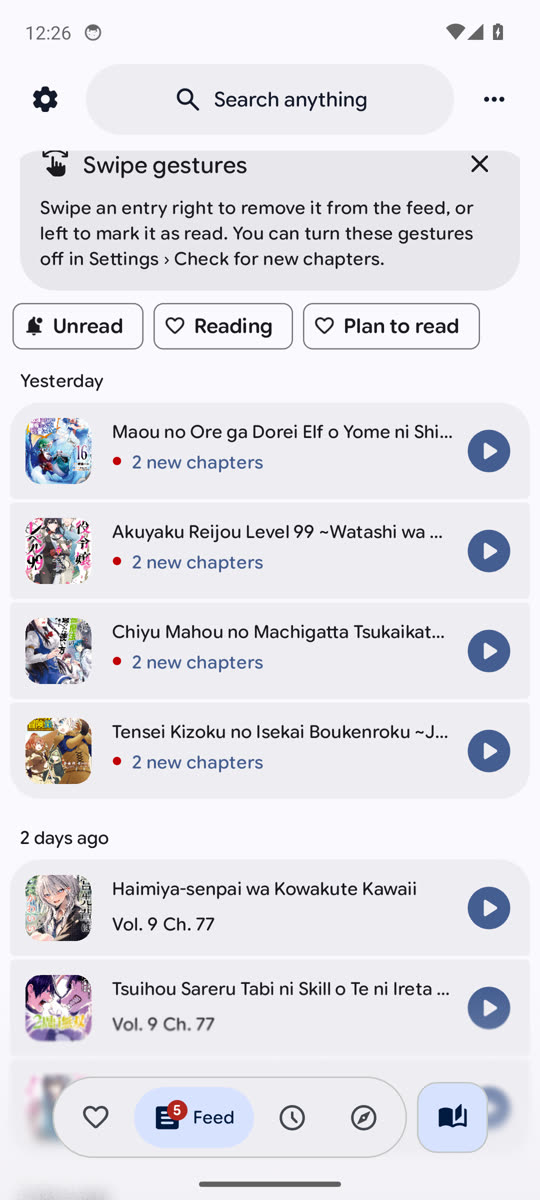 12:26
Search anything
Swipe gestures
Swipe an entry right to remove it from the feed, or
left to mark it as read. You can turn these gestures
off in Settings › Check for new chapters.
Unread
Reading
Plan to read
Yesterday
Maou no Ore ga Dorei Elf o Yome ni Shi...
2 new chapters
16
Akuyaku Reijou Level 99 ~Watashi wa ...
2 new chapters
Chiyu Mahou no Machigatta Tsukaikat...
2 new chapters
Tensei Kizoku no Isekai Boukenroku ~J...
2 new chapters
2 days ago
Haimiya-senpai wa Kowakute Kawaii
Vol. 9 Ch. 77
Tsuihou Sareru Tabi ni Skill o Te ni Ireta ...
Vol. 9 Ch. 77
5
Feed